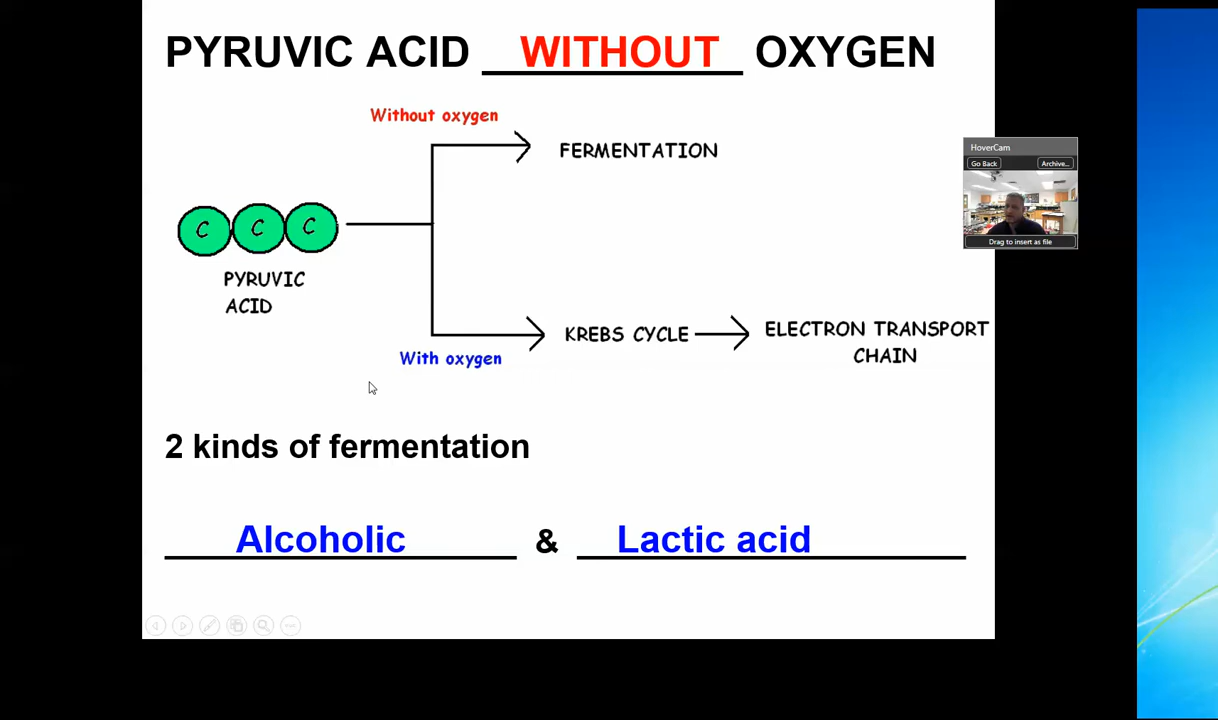 PYRUVIC ACID WITHOUT OXYGEN
Without oxygen
FERMENTATION
HoverCam
Go Back Archive...
Drag to insert as file
C C C
PYRUVIC
ACID
KREBS CYCLE
ELECTRON TRANSPORT
CHAIN
With oxygen
2 kinds of fermentation
Alcoholic & Lactic acid